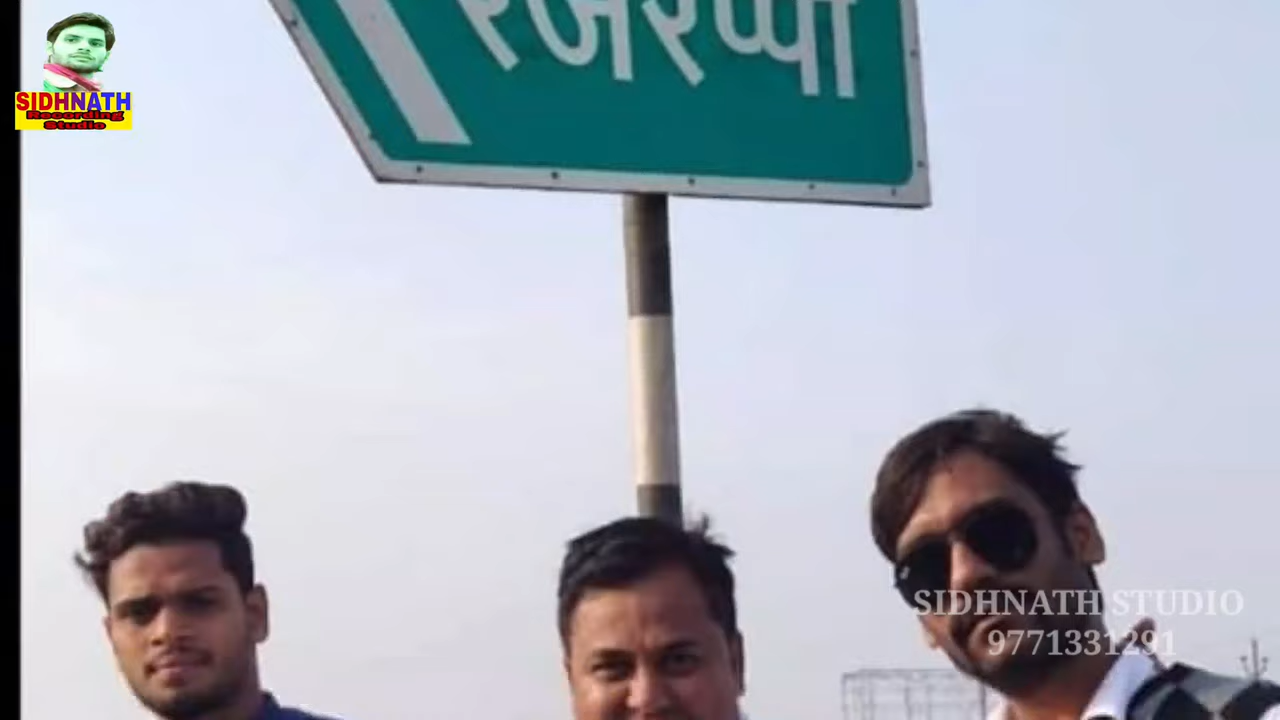 रजरप्पा
SIDHNATH
Recording
Studio
SIDHNATH STUDIO
9771331291